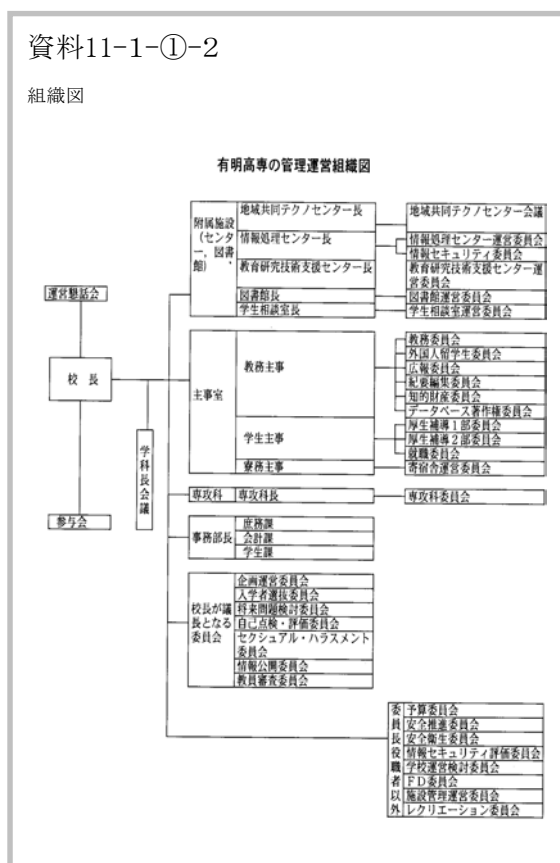 資料11-1-①-2
組織図
有明高専の管理運営組織図
運営懇話会
校長
参与会
学科長会議
附属施設
(センタ
ー,図書
館)、
地域共同テクノセンター長
地域共同テクノセンター会議
情報処理センター長
情報処理センター運営委員会
情報セキュリティ委員会
教育研究技術支援センター長
教育研究技術支援センター運
営委員会
図書館長
図書館運営委員会
学生相談室長
学生相談室運営委員会
主事室
教務主事
教務委員会
外国人留学生委員会
広報委員会
紀要編集委員会
知的財産委員会
データベース著作権委員会
学生主事
厚生補導1部委員会
厚生補導2部委員会
就職委員会
寮務主事
寄宿舎運営委員会
専攻科
専攻科長
専攻科委員会
事務部長
庶務課
会計課
学生課
校長が議
長となる
委員会
企画運営委員会
入学者選抜委員会
将来問題検討委員会
自己点検・評価委員会
セクシュアル・ハラスメント
委員会
情報公開委員会
教員審査委員会
委員長役職者以外
予算委員会
安全推進委員会
安全衛生委員会
情報セキュリティ評価委員会
学校運営検討委員会
FD委員会
施設管理運営委員会
レクリエーション委員会